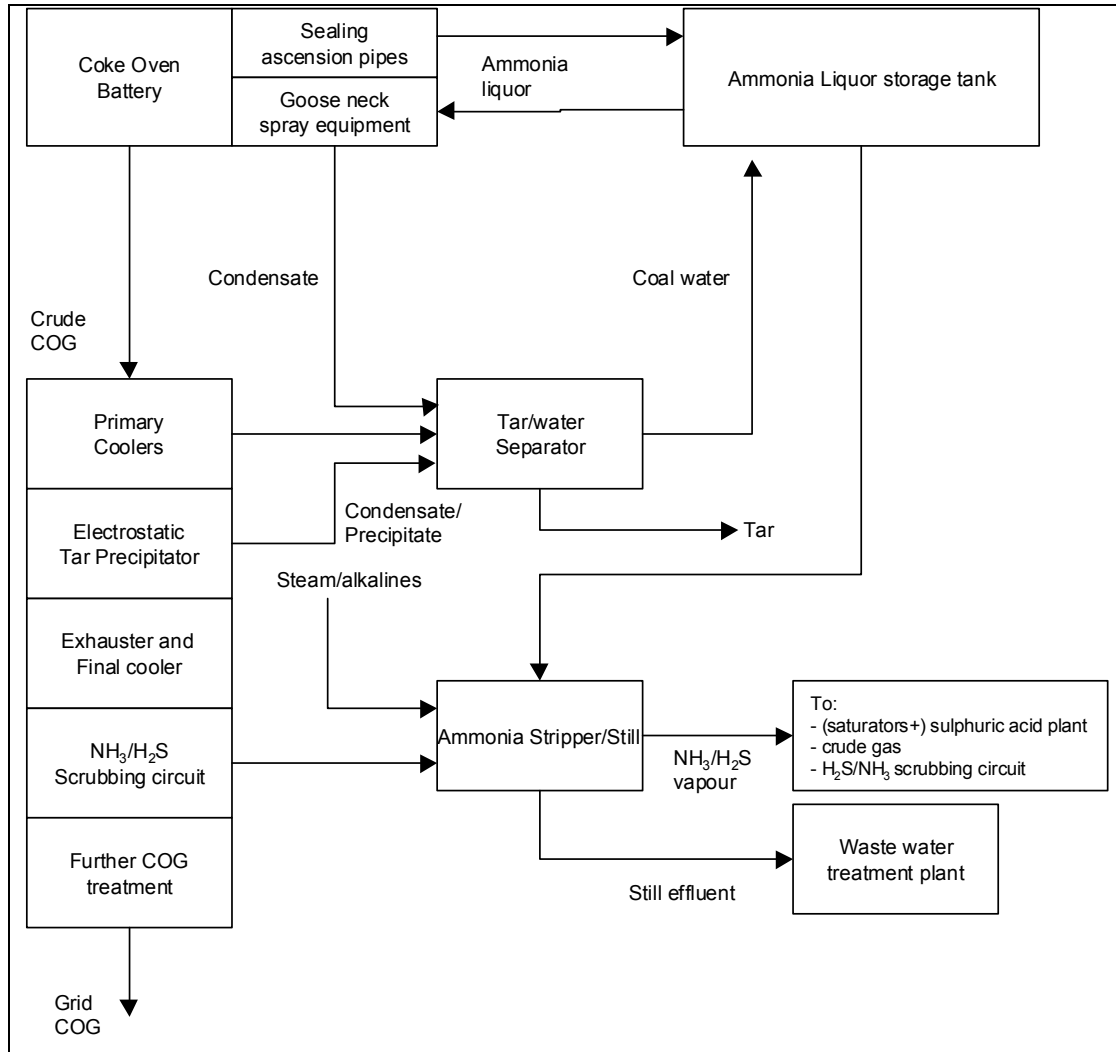 Coke Oven
Battery
Sealing
ascension pipes
Goose neck
spray equipment
Ammonia
liquor
Ammonia Liquor storage tank
Condensate
Coal water
Crude
COG
Primary
Coolers
Tar/water
Separator
Electrostatic
Tar Precipitator
Condensate/
Precipitate
Tar
Steam/alkalines
Exhauster and
Final cooler
NH₃/H₂S
Scrubbing circuit
Ammonia Stripper/Still
NH₃/H₂S
vapour
To:
- (saturators+) sulphuric acid plant
- crude gas
- H₂S/NH₃ scrubbing circuit
Further COG
treatment
Still effluent
Waste water
treatment plant
Grid
COG